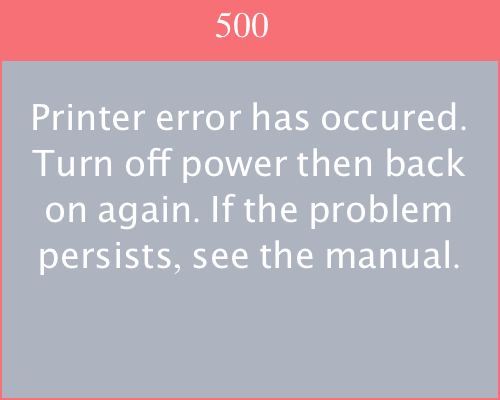 500
Printer error has occured.
Turn off power then back
on again. If the problem
persists, see the manual.